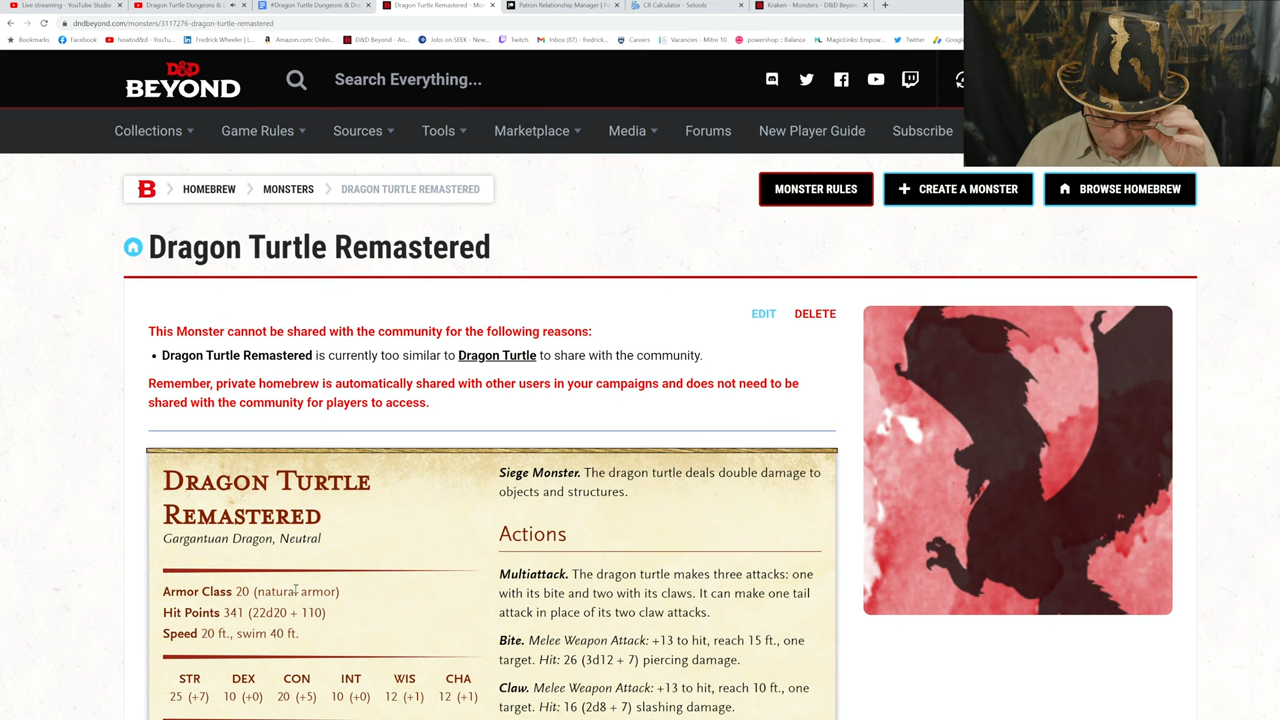 Live streaming - YouTube Studio
Dragon Turtle Dungeons &
#Dragon Turtle Dungeons & D
Dragon Turtle Remastered - Mo
Patron Relationship Manager | P
CR Calculator - 5etools
Kraken - Monsters - D&D Beyon
dndbeyond.com/monsters/3117276-dragon-turtle-remastered
Bookmarks Facebook howtod&d - YouTu... Fredrick Wheeler | L... Amazon.com: Onlin... D&D Beyond - An... Jobs on SEEK - New... Twitch Inbox (87) - fredrick... Careers Vacancies - Mitre 10 powershop :: Balance MagicLinks: Empow... Twitter Google
D&D
BEYOND
Search Everything...
Collections Game Rules Sources Tools Marketplace Media Forums New Player Guide Subscribe
B HOMEBREW MONSTERS DRAGON TURTLE REMASTERED
MONSTER RULES + CREATE A MONSTER BROWSE HOMEBREW
Dragon Turtle Remastered
EDIT DELETE
This Monster cannot be shared with the community for the following reasons:
• Dragon Turtle Remastered is currently too similar to Dragon Turtle to share with the community.
Remember, private homebrew is automatically shared with other users in your campaigns and does not need to be
shared with the community for players to access.
Dragon Turtle
Remastered
Gargantuan Dragon, Neutral
Armor Class 20 (natural armor)
Hit Points 341 (22d20 + 110)
Speed 20 ft., swim 40 ft.
STR DEX CON INT WIS CHA
25 (+7) 10 (+0) 20 (+5) 10 (+0) 12 (+1) 12 (+1)
Siege Monster. The dragon turtle deals double damage to
objects and structures.
Actions
Multiattack. The dragon turtle makes three attacks: one
with its bite and two with its claws. It can make one tail
attack in place of its two claw attacks.
Bite. Melee Weapon Attack: +13 to hit, reach 15 ft., one
target. Hit: 26 (3d12 + 7) piercing damage.
Claw. Melee Weapon Attack: +13 to hit, reach 10 ft., one
target. Hit: 16 (2d8 + 7) slashing damage.